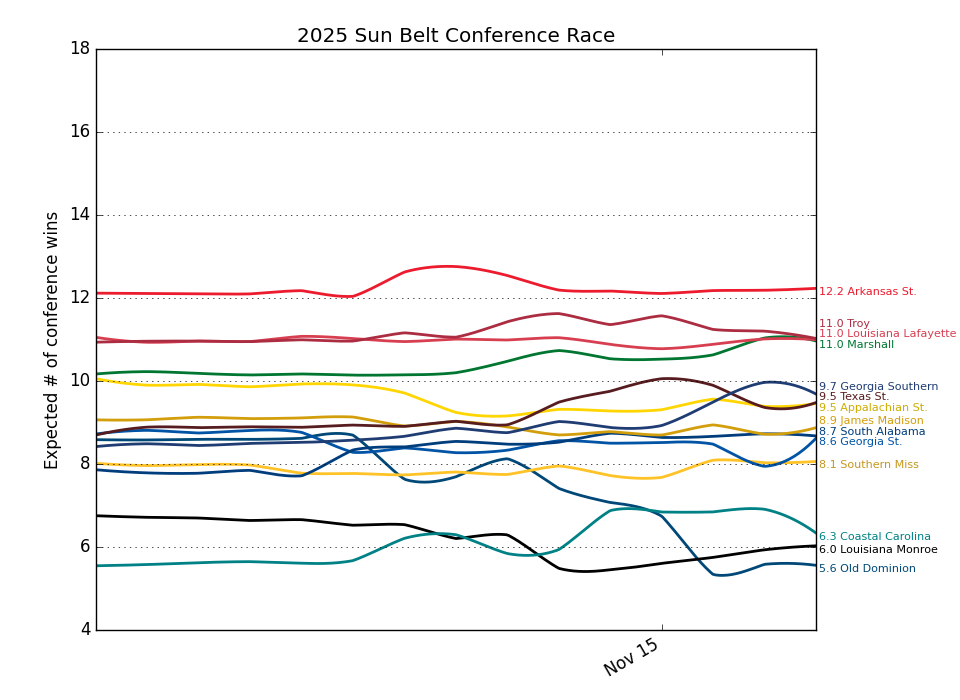 2025 Sun Belt Conference Race
Expected # of conference wins
18
16
14
12
10
8
6
4
12.2 Arkansas St.
11.0 Troy
11.0 Louisiana Lafayette
11.0 Marshall
9.7 Georgia Southern
9.5 Texas St.
9.5 Appalachian St.
8.9 James Madison
8.7 South Alabama
8.6 Georgia St.
8.1 Southern Miss
6.3 Coastal Carolina
6.0 Louisiana Monroe
5.6 Old Dominion
Nov 15